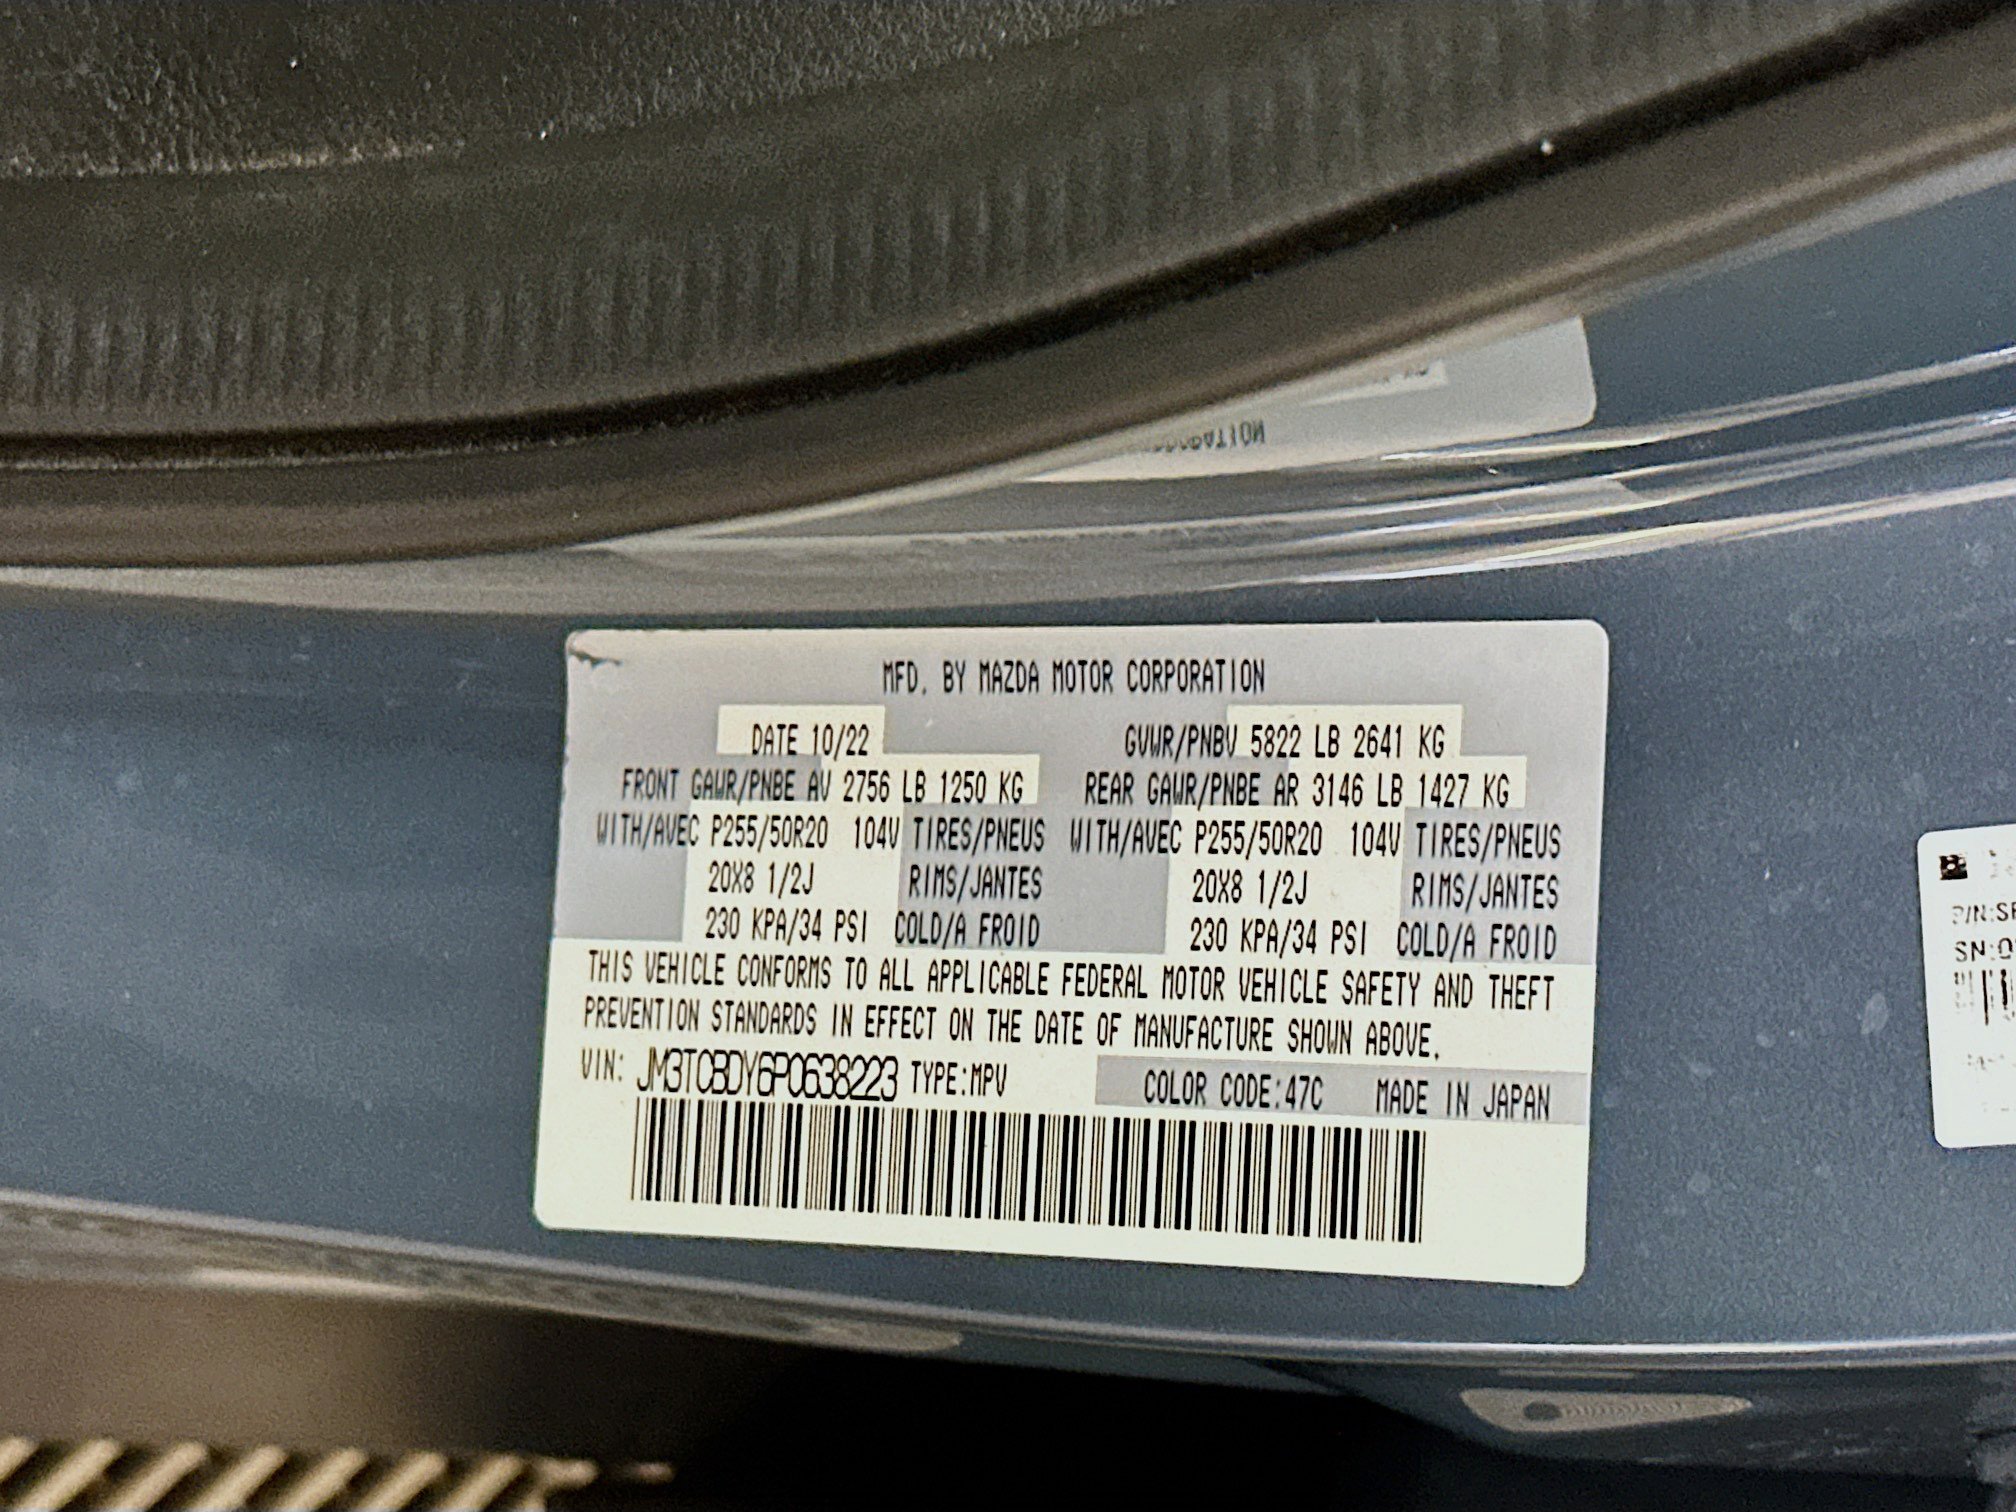 NOITA
MFD. BY MAZDA MOTOR CORPORATION
DATE 10/22 GVWR/PNBV 5822 LB 2641 KG
FRONT GAWR/PNBE AV 2756 LB 1250 KG REAR GAWR/PNBE AR 3146 LB 1427 KG
WITH/AVEC P255/50R20 104V TIRES/PNEUS WITH/AVEC P255/50R20 104V TIRES/PNEUS
20X8 1/2J RIMS/JANTES 20X8 1/2J RIMS/JANTES
230 KPA/34 PSI COLD/A FROID 230 KPA/34 PSI COLD/A FROID
THIS VEHICLE CONFORMS TO ALL APPLICABLE FEDERAL MOTOR VEHICLE SAFETY AND THEFT
PREVENTION STANDARDS IN EFFECT ON THE DATE OF MANUFACTURE SHOWN ABOVE.
VIN: JM3TCBDY6P0638223 TYPE:MPV COLOR CODE:47C MADE IN JAPAN
P/N:
SN: